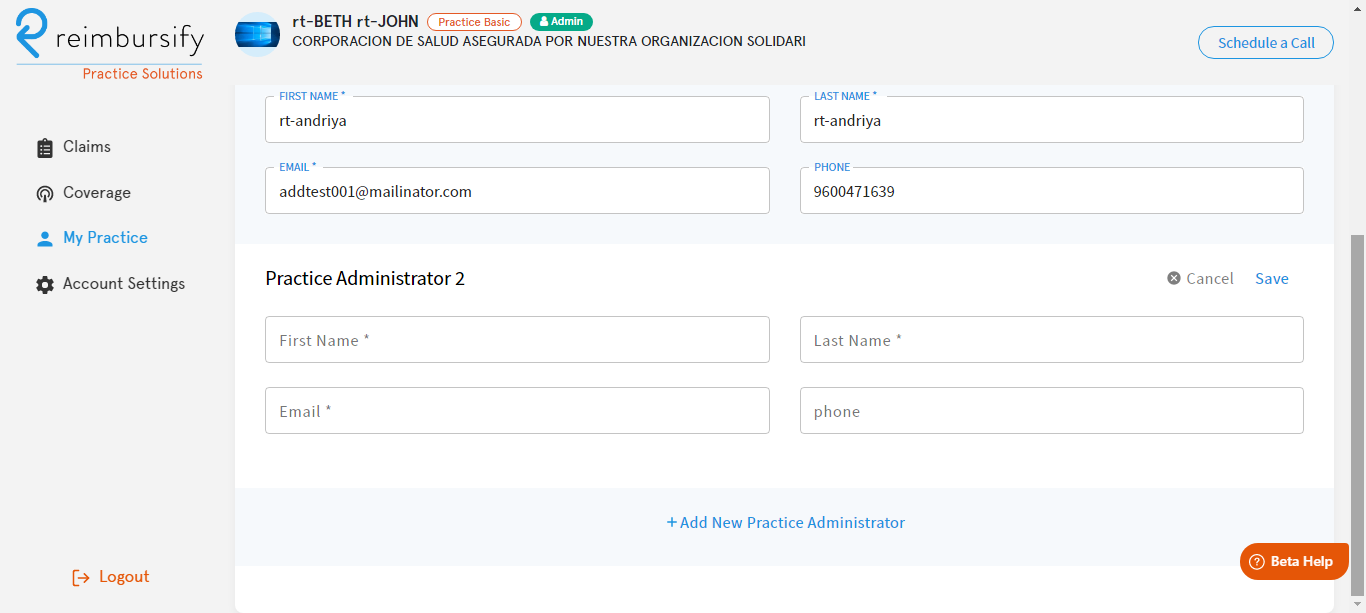 reimbursify
Practice Solutions
rt-BETH rt-JOHN Practice Basic Admin
CORPORACION DE SALUD ASEGURADA POR NUESTRA ORGANIZACION SOLIDARI
Schedule a Call
Claims
Coverage
My Practice
Account Settings
Logout
FIRST NAME *
rt-andriya
LAST NAME *
rt-andriya
EMAIL *
addtest001@mailinator.com
PHONE
9600471639
Practice Administrator 2
Cancel Save
First Name *
Last Name *
Email *
phone
+ Add New Practice Administrator
? Beta Help